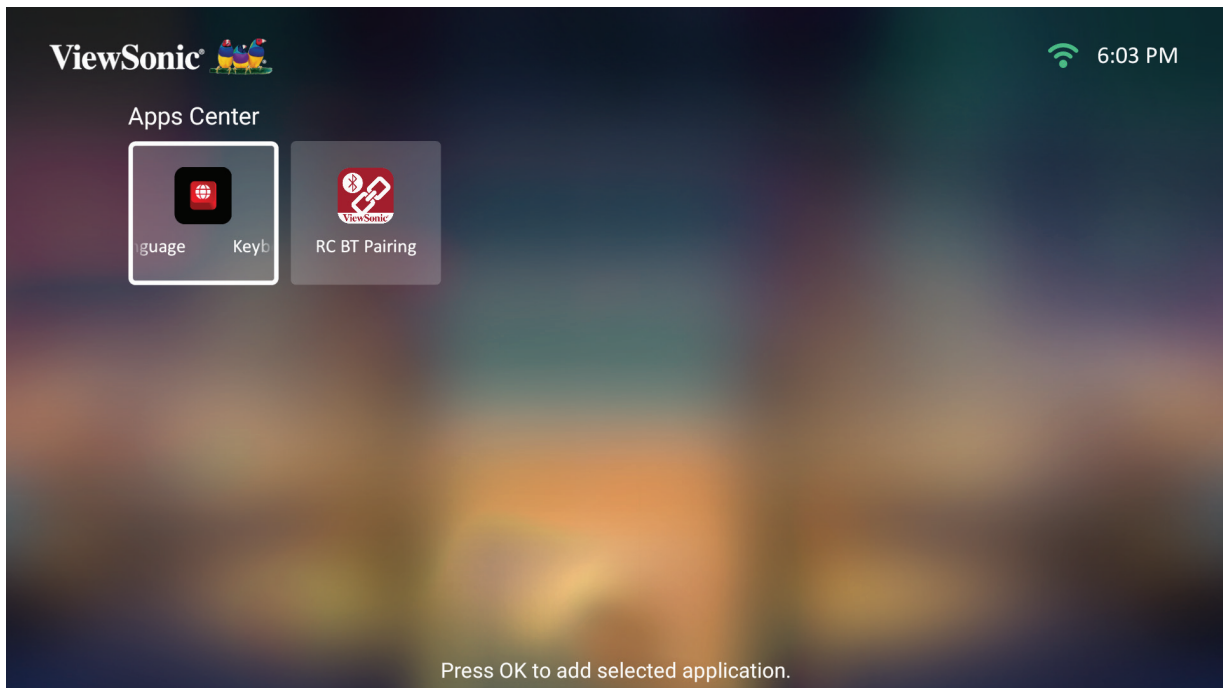 ViewSonic
6:03 PM
Apps Center
nguage Keyb
RC BT Pairing
ViewSonic
Press OK to add selected application.